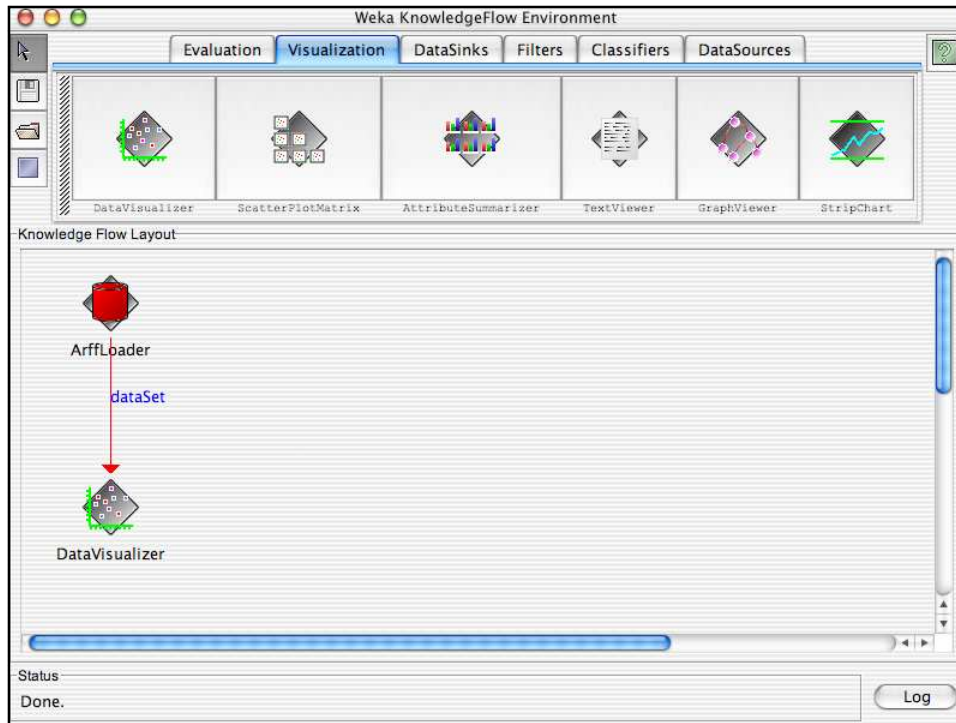 Weka KnowledgeFlow Environment
Evaluation Visualization DataSinks Filters Classifiers DataSources
?
DataVisualizer ScatterPlotMatrix AttributeSummarizer TextViewer GraphViewer StripChart
Knowledge Flow Layout
ArffLoader
dataSet
DataVisualizer
Status
Done.
Log